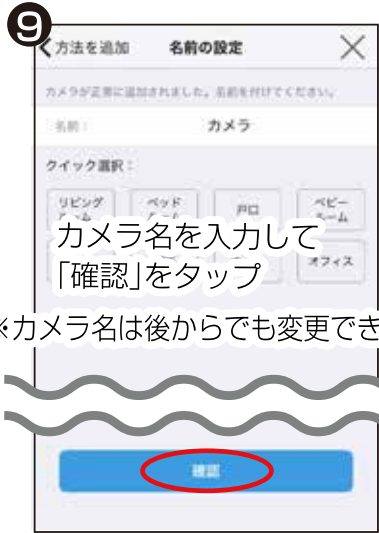 9
方法を追加 名前の設定
カメラが正常に追加されました。名前を付けてください。
名前： カメラ
クイック選択：
リビング ベッド 戸口 ベビー
ルーム
オフィス
カメラ名を入力して
「確認」をタップ
※カメラ名は後からでも変更でき
確認